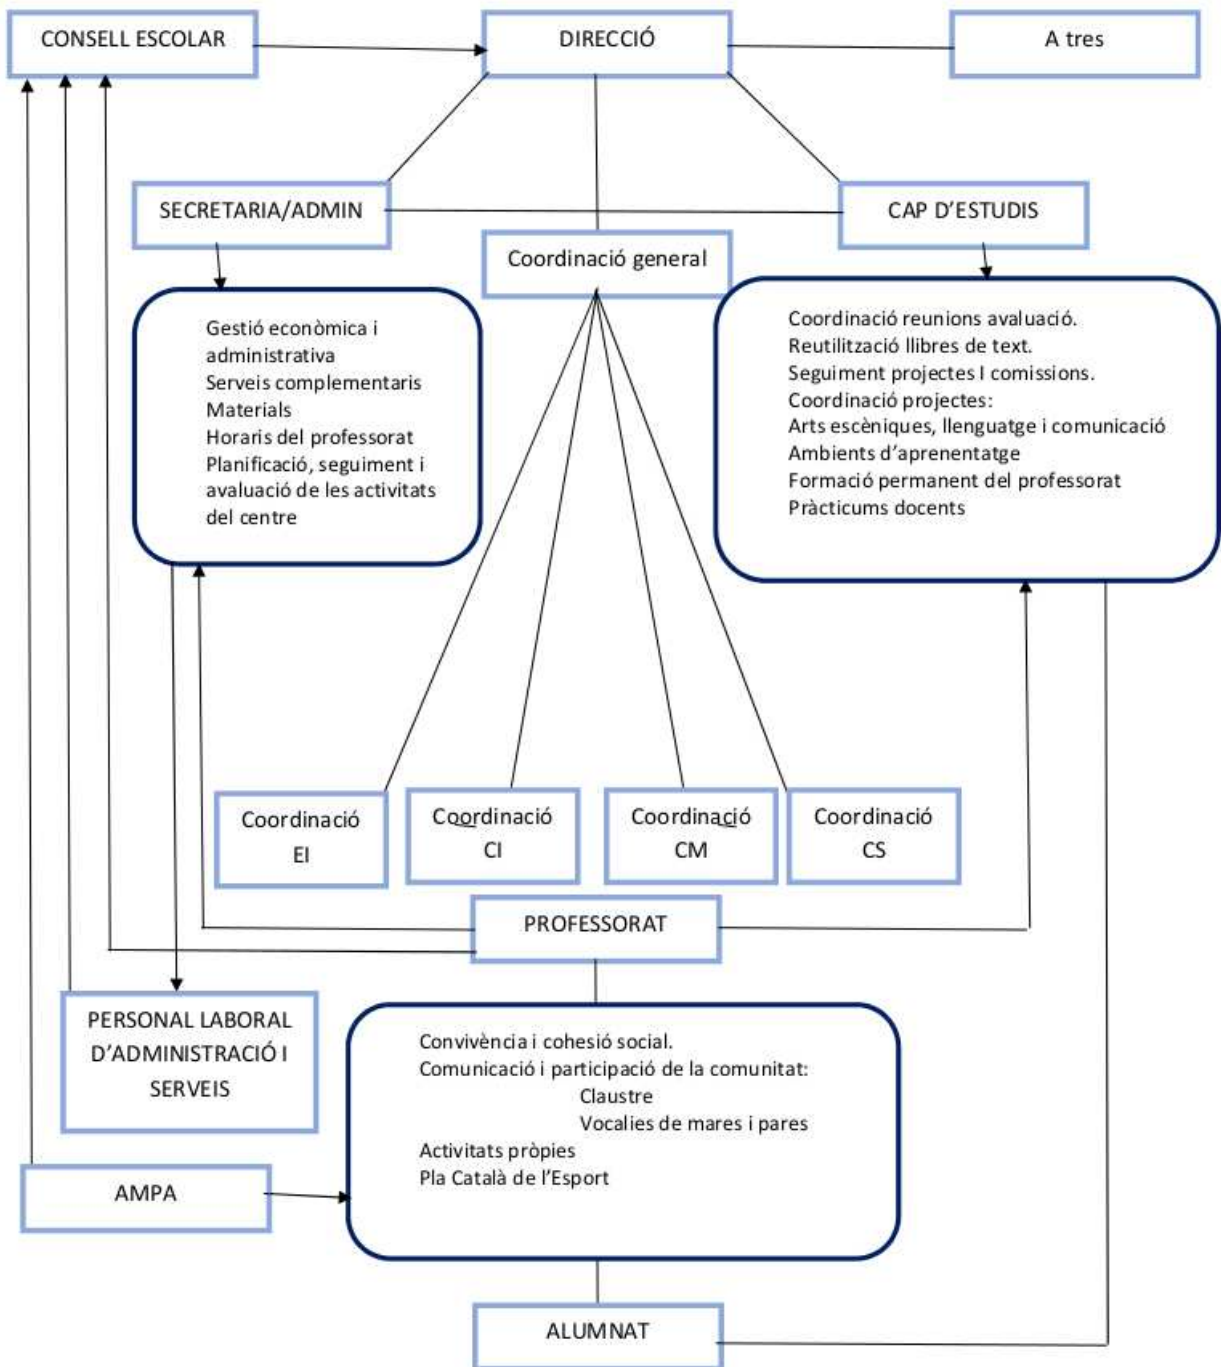 CONSELL ESCOLAR
DIRECCIÓ
A tres
SECRETARIA/ADMIN
CAP D'ESTUDIS
Coordinació general
Gestió econòmica i
administrativa
Serveis complementaris
Materials
Horaris del professorat
Planificació, seguiment i
avaluació de les activitats
del centre
Coordinació reunions avaluació.
Reutilització llibres de text.
Seguiment projectes I comissions.
Coordinació projectes:
Arts escèniques, llenguatge i comunicació
Ambients d'aprenentatge
Formació permanent del professorat
Pràcticums docents
Coordinació
EI
Coordinació
CI
Coordinació
CM
Coordinació
CS
PROFESSORAT
PERSONAL LABORAL
D'ADMINISTRACIÓ I
SERVEIS
Convivència i cohesió social.
Comunicació i participació de la comunitat:
Claustre
Vocalies de mares i pares
Activitats pròpies
Pla Català de l'Esport
AMPA
ALUMNAT